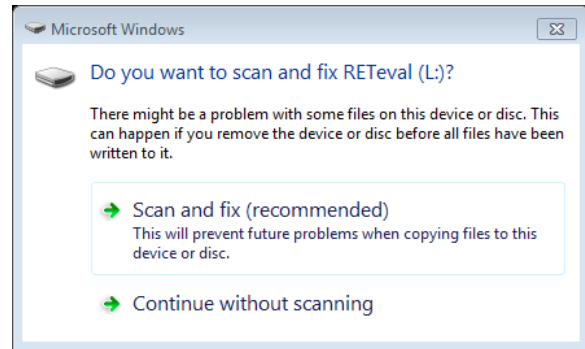 Microsoft Windows
Do you want to scan and fix RETeval (L:)?
There might be a problem with some files on this device or disc. This
can happen if you remove the device or disc before all files have been
written to it.
Scan and fix (recommended)
This will prevent future problems when copying files to this
device or disc.
Continue without scanning